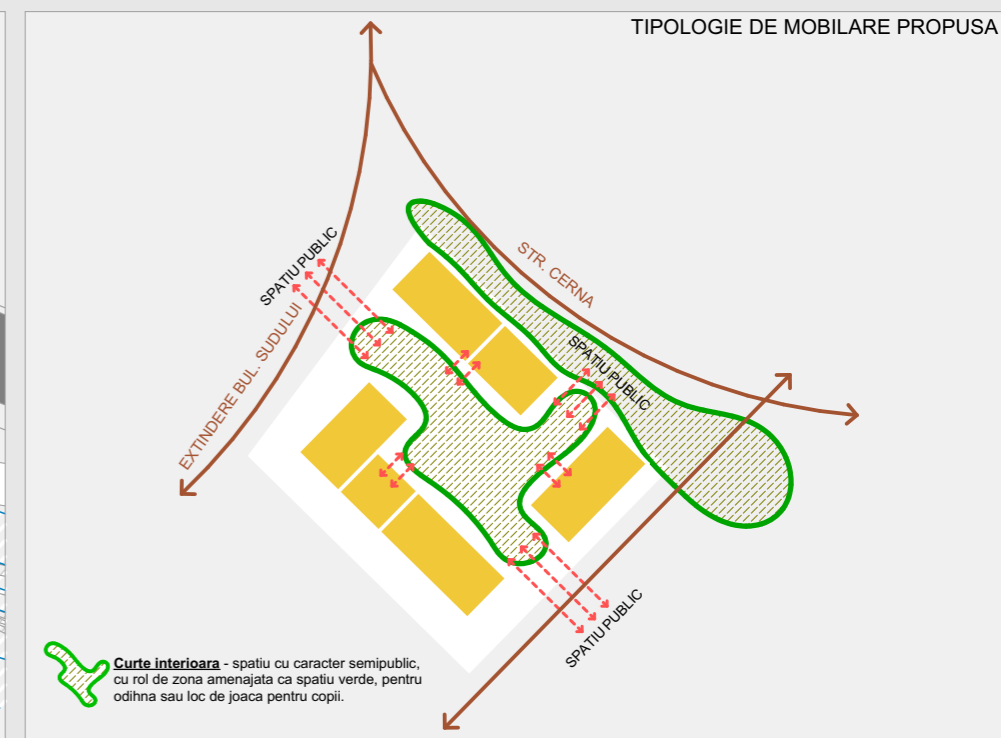 TIPOLOGIE DE MOBILARE PROPUSA
SPATIU PUBLIC
STR. CERNA
EXTINDERE BUL. SUDULUI
SPATIU PUBLIC
SPATIU PUBLIC
Curte interioara - spatiu cu caracter semipublic,
cu rol de zona amenajata ca spatiu verde, pentru
odihna sau loc de joaca pentru copii.